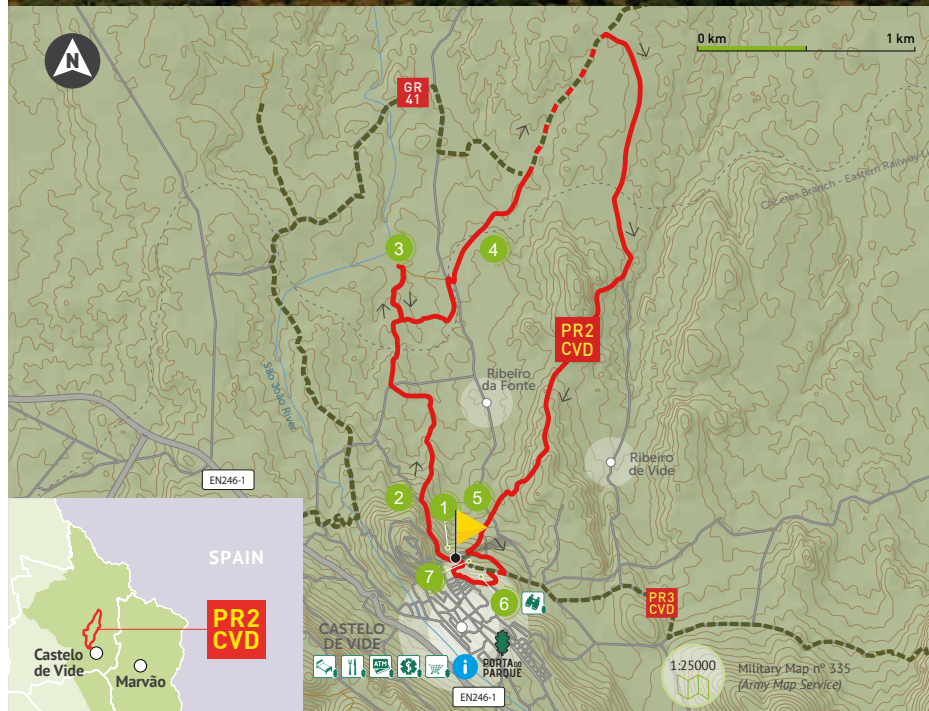 N
0 km
1 km
GR
41
Cáceres Branch - Eastern Railway L
3
4
PR2
CVD
São João River
Ribeiro
da Fonte
Ribeiro
de Vide
EN246-1
2
1
5
7
6
PR3
CVD
SPAIN
PR2
CVD
Castelo
de Vide
Marvão
CASTELO
DE VIDE
ATM
$
i
PORTA DO
PARQUE
EN246-1
1:25000
Military Map nº 335
(Army Map Service)